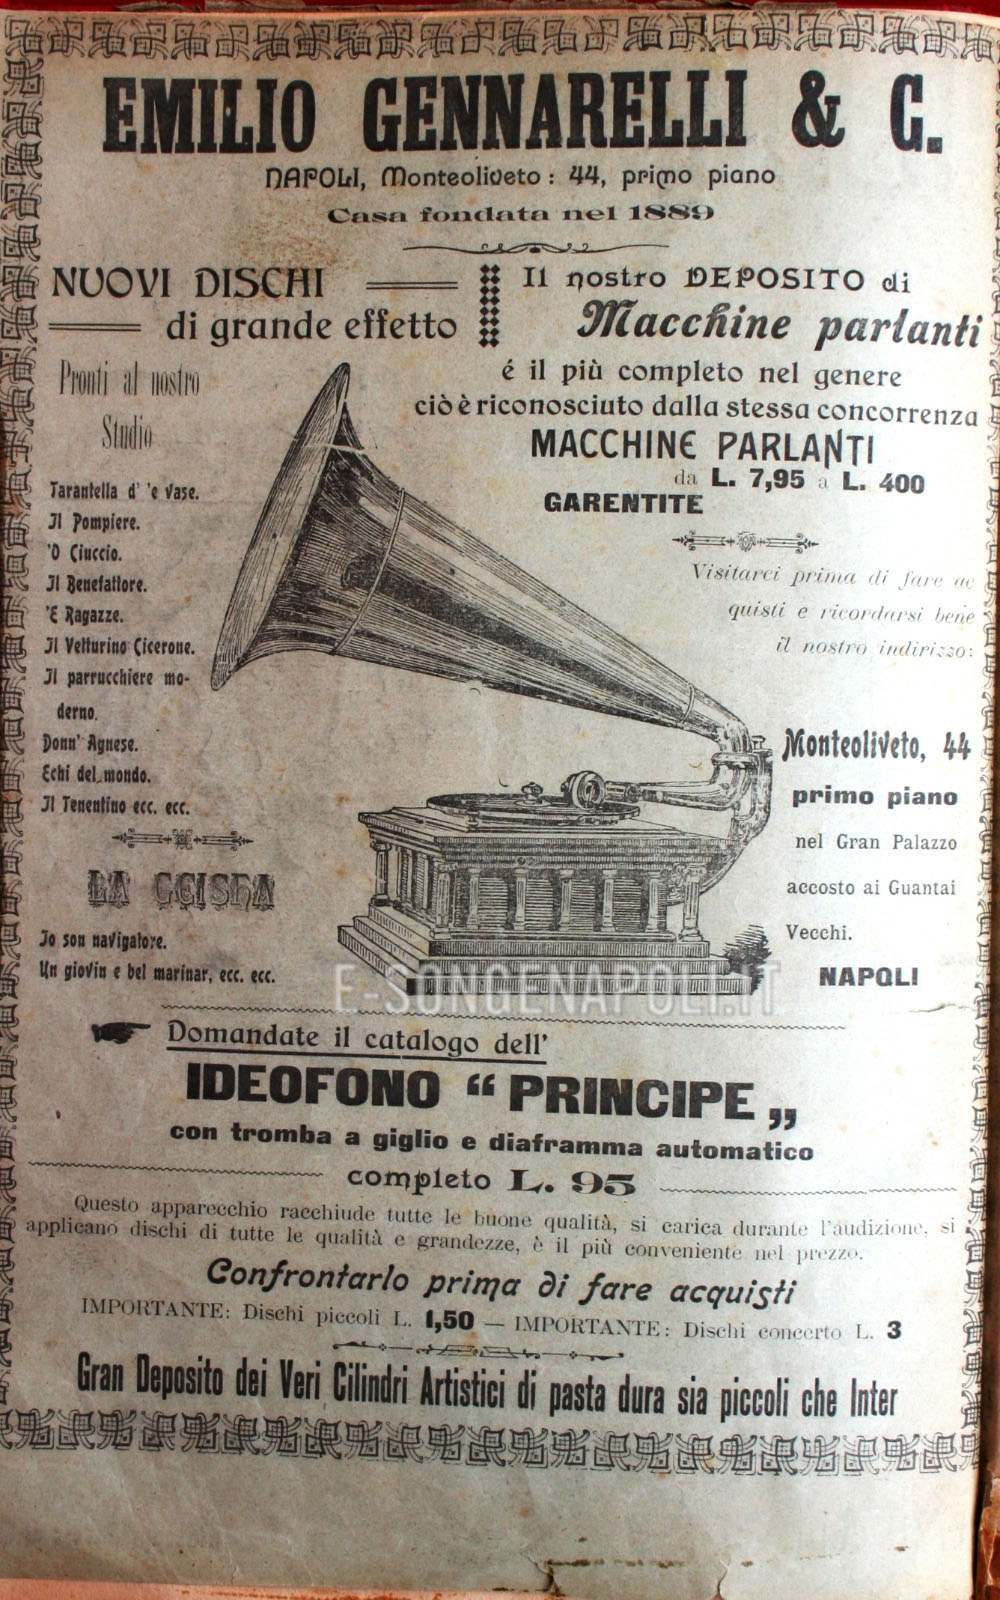 EMILIO GENNARELLI & C.
NAPOLI, Monteoliveto : 44, primo piano
Casa fondata nel 1889
NUOVI DISCHI
di grande effetto
Pronti al nostro
Studio
Tarantella d' 'e Vase.
Il Pompiere.
'O Ciuccio.
Il Benefattore.
'E Ragazze.
Il Vetturino Cicerone.
Il parrucchiere mo-
derno.
Donn' Agnese.
Echi del mondo.
Il Tenentino ecc. ecc.
LA GEISHA
Io son navigatore.
Un giovin e bel marinar, ecc. ecc.
Il nostro DEPOSITO di
Macchine parlanti
é il più completo nel genere
ciò è riconosciuto dalla stessa concorrenza
MACCHINE PARLANTI
da L. 7,95 a L. 400
GARENTITE
Visitarci prima di fare ac
quisti e ricordarsi bene
il nostro indirizzo:
Monteoliveto, 44
primo piano
nel Gran Palazzo
accosto ai Guantai
Vecchi.
NAPOLI
E-SONGENAPOLI.IT
Domandate il catalogo dell'
IDEOFONO “ PRINCIPE „
con tromba a giglio e diaframma automatico
completo L. 95
Questo apparecchio racchiude tutte le buone qualità, si carica durante l'audizione, si
applicano dischi di tutte le qualità e grandezze, è il più conveniente nel prezzo.
Confrontarlo prima di fare acquisti
IMPORTANTE: Dischi piccoli L. 1,50 — IMPORTANTE: Dischi concerto L. 3
Gran Deposito dei Veri Cilindri Artistici di pasta dura sia piccoli che Inter